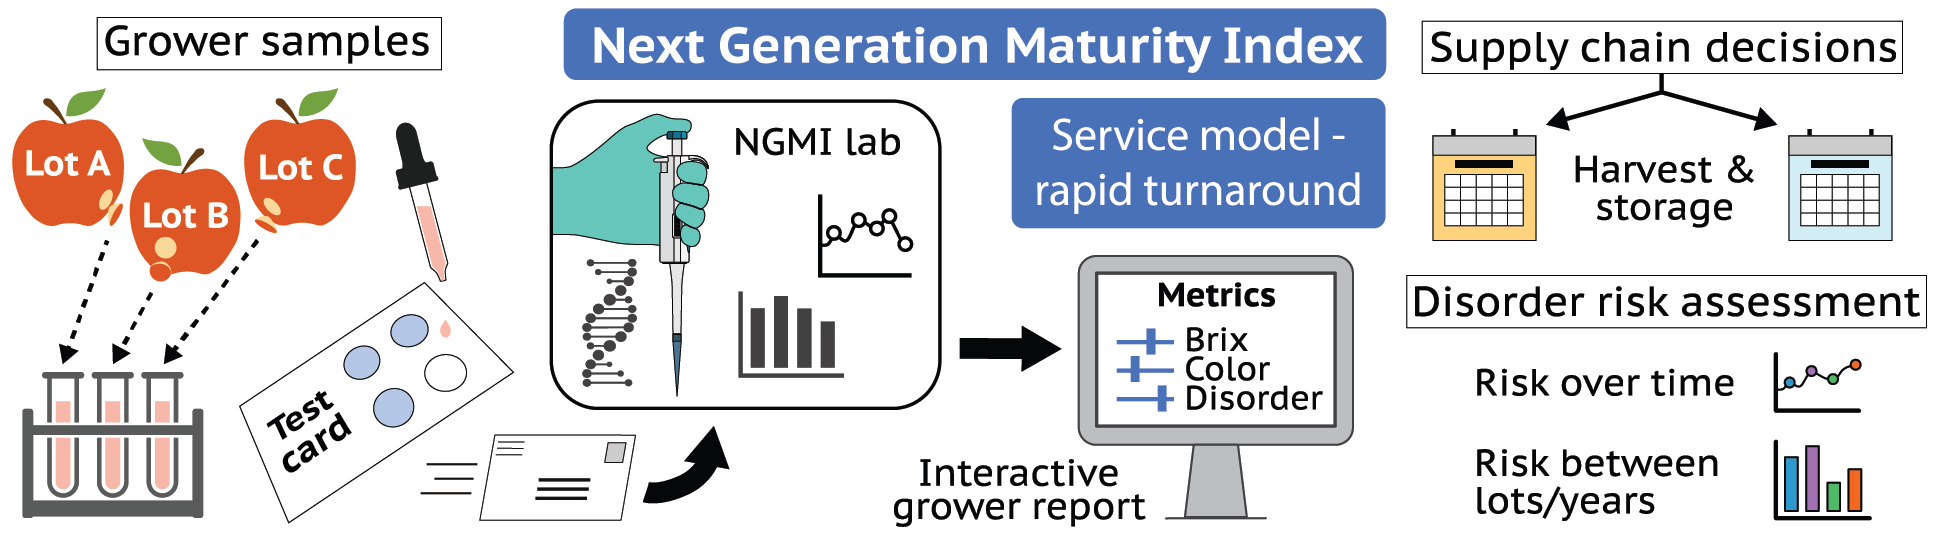 Grower samples
Lot A
Lot B
Lot C
Test
card
Next Generation Maturity Index
NGMI lab
Service model -
rapid turnaround
Metrics
Brix
Color
Disorder
Interactive
grower report
Supply chain decisions
Harvest &
storage
Disorder risk assessment
Risk over time
Risk between
lots/years